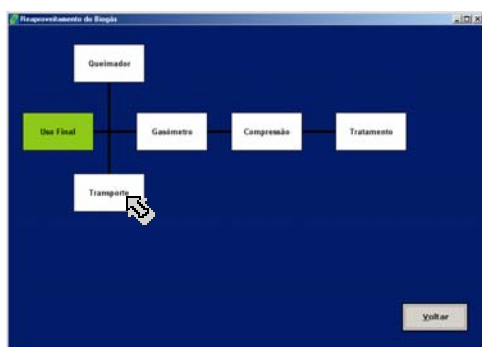 Reaproveitamento do Biogás
Queimador
Uso Final
Gasômetro
Compressão
Tratamento
Transporte
Voltar